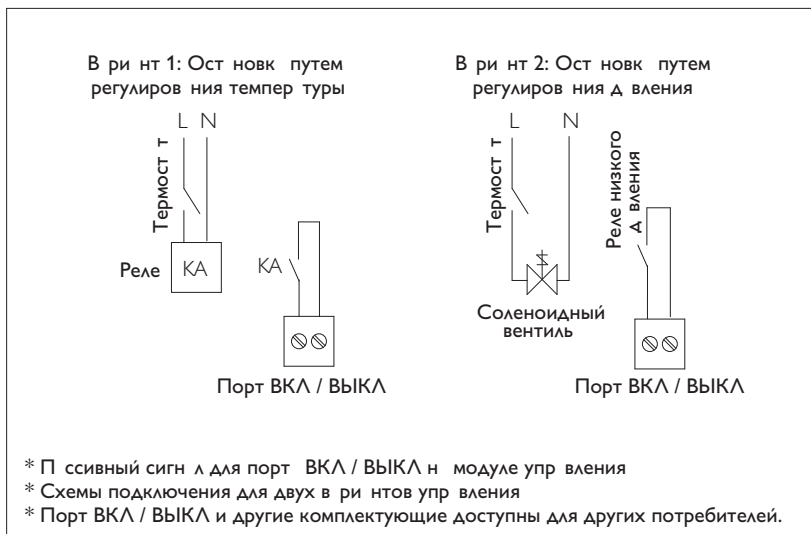 В ри нт 1: Ост новк путем
регулиров ния темпер туры
L N
Термост т
Реле
KA
KA
Порт ВКЛ / ВЫКЛ
В ри нт 2: Ост новк путем
регулиров ния д вления
L N
Термост т
Реле низкого
д вления
Соленоидный
вентиль
Порт ВКЛ / ВЫКЛ
* П ссивный сигн л для порт ВКЛ / ВЫКЛ н модуле упр вления
* Схемы подключения для двух в ри нтов упр вления
* Порт ВКЛ / ВЫКЛ и другие комплектующие доступны для других потребителей.